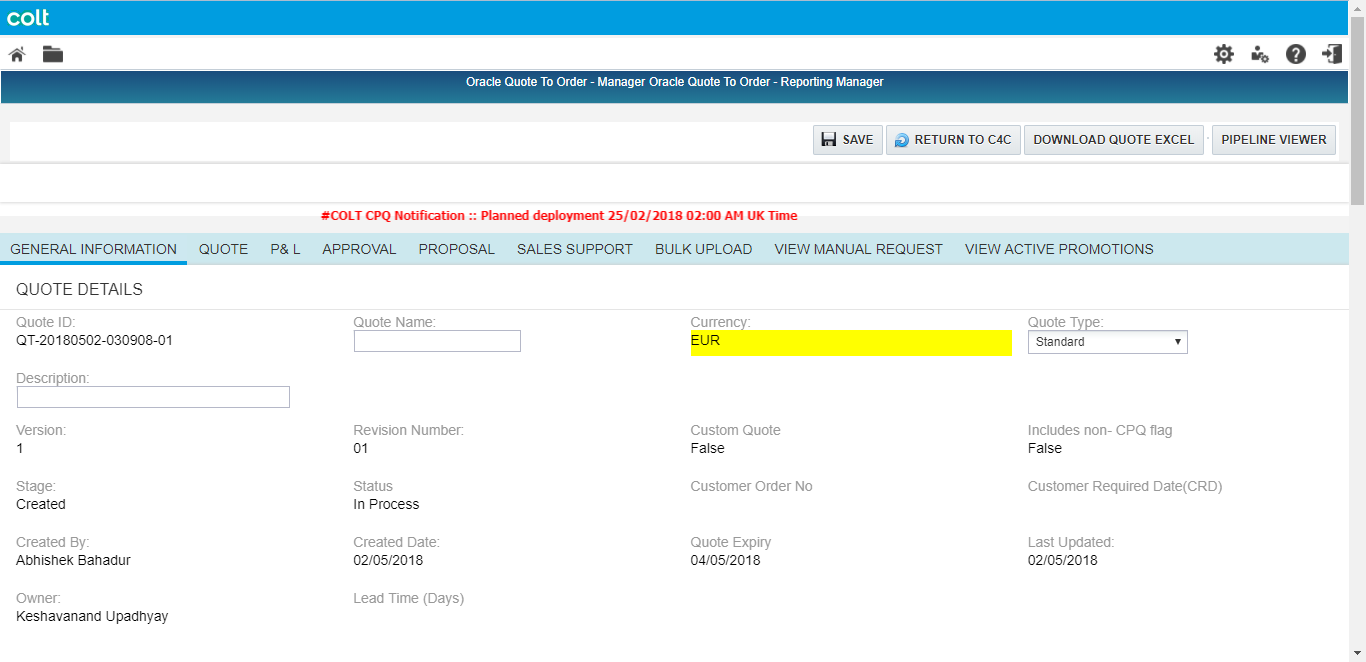 colt
Oracle Quote To Order - Manager Oracle Quote To Order - Reporting Manager
SAVE RETURN TO C4C DOWNLOAD QUOTE EXCEL PIPELINE VIEWER
#COLT CPQ Notification :: Planned deployment 25/02/2018 02:00 AM UK Time
GENERAL INFORMATION QUOTE P& L APPROVAL PROPOSAL SALES SUPPORT BULK UPLOAD VIEW MANUAL REQUEST VIEW ACTIVE PROMOTIONS
QUOTE DETAILS
Quote ID: Quote Name: Currency: Quote Type:
QT-20180502-030908-01 EUR Standard
Description:
Version: Revision Number: Custom Quote Includes non- CPQ flag
1 01 False False
Stage: Status Customer Order No Customer Required Date(CRD)
Created In Process
Created By: Created Date: Quote Expiry Last Updated:
Abhishek Bahadur 02/05/2018 04/05/2018 02/05/2018
Owner: Lead Time (Days)
Keshavanand Upadhyay